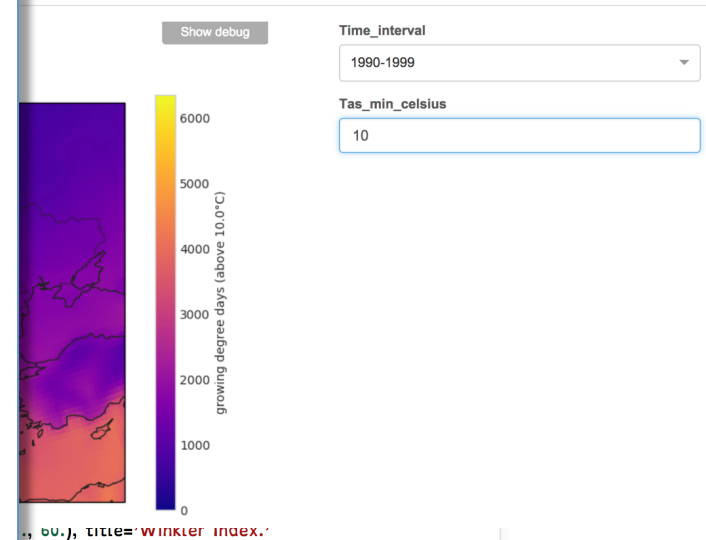 Show debug
Time_interval
1990-1999
Tas_min_celsius
10
6000
5000
4000
3000
2000
1000
0
growing degree days (above 10.0°C)
., 60.), title='Winkler Index.'